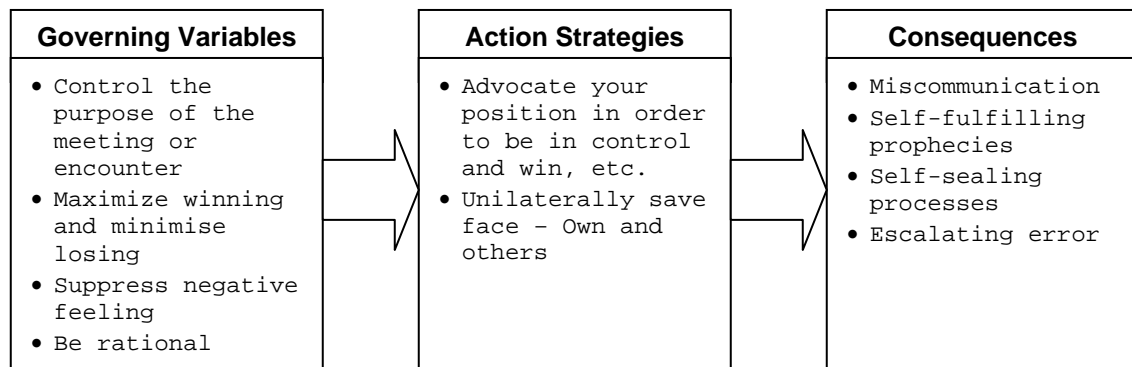 Governing Variables
• Control the
purpose of the
meeting or
encounter
• Maximize winning
and minimise
losing
• Suppress negative
feeling
• Be rational
Action Strategies
• Advocate your
position in order
to be in control
and win, etc.
• Unilaterally save
face – Own and
others
Consequences
• Miscommunication
• Self-fulfilling
prophecies
• Self-sealing
processes
• Escalating error